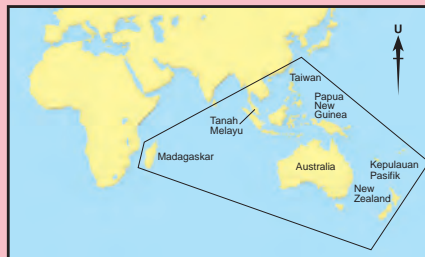 U
Taiwan
Papua
New
Guinea
Tanah
Melayu
Madagaskar
Australia
Kepulauan
Pasifik
New
Zealand